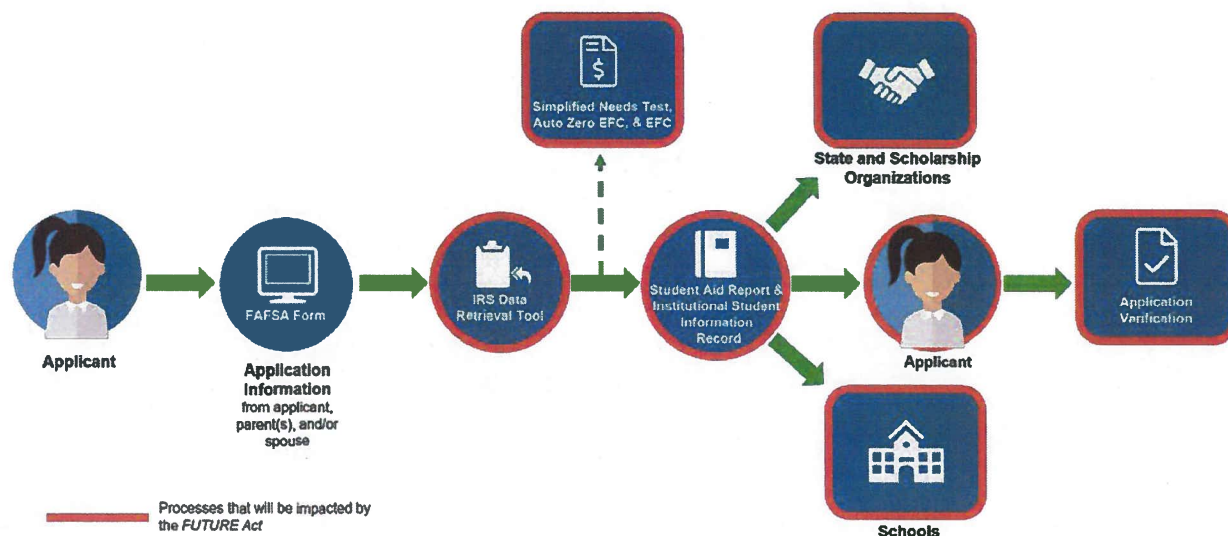 Simplified Needs Test,
Auto Zero EFC, & EFC
State and Scholarship
Organizations
FAFSA Form
IRS Data
Retrieval Tool
Student Aid Report &
Institutional Student
Information
Record
Application
Verification
Applicant
Application
Information
from applicant,
parent(s), and/or
spouse
Applicant
Schools
Processes that will be impacted by
the FUTURE Act